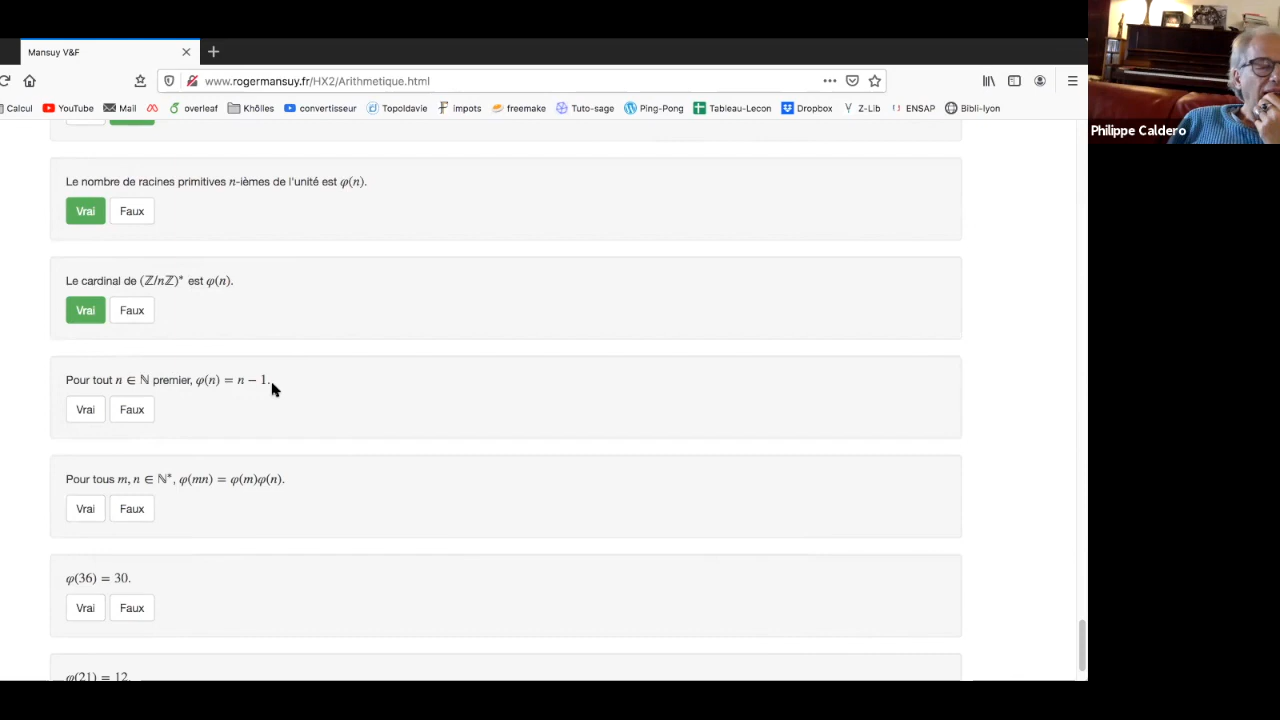 Mansuy V&F
www.rogermansuy.fr/HX2/Arithmetique.html
Calcul YouTube Mail overleaf Khôlles convertisseur Topoldavie impots freemake Tuto-sage Ping-Pong Tableau-Lecon Dropbox Z-Lib ENSAP Bibli-lyon
Philippe Caldero
Le nombre de racines primitives n-ièmes de l'unité est φ(n).
Vrai Faux
Le cardinal de (ℤ/nℤ)* est φ(n).
Vrai Faux
Pour tout n ∈ ℕ premier, φ(n) = n − 1.
Vrai Faux
Pour tous m, n ∈ ℕ*, φ(mn) = φ(m)φ(n).
Vrai Faux
φ(36) = 30.
Vrai Faux
φ(21) = 12.